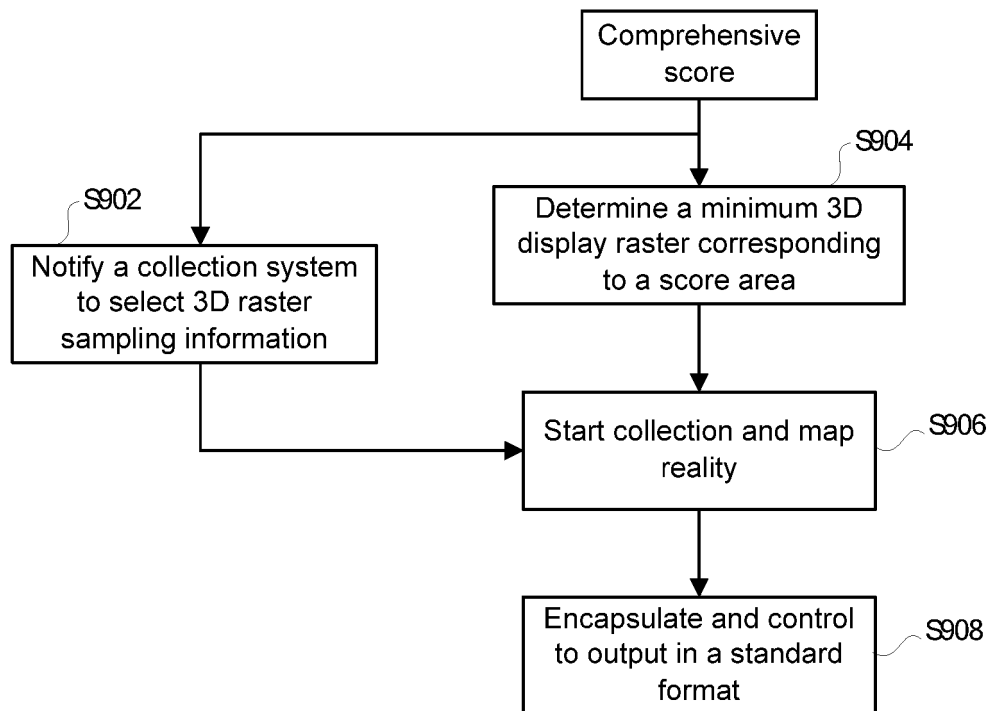 Comprehensive
score
S904
Determine a minimum 3D
display raster corresponding
to a score area
S902
Notify a collection system
to select 3D raster
sampling information
Start collection and map
reality
S906
Encapsulate and control
to output in a standard
format
S908